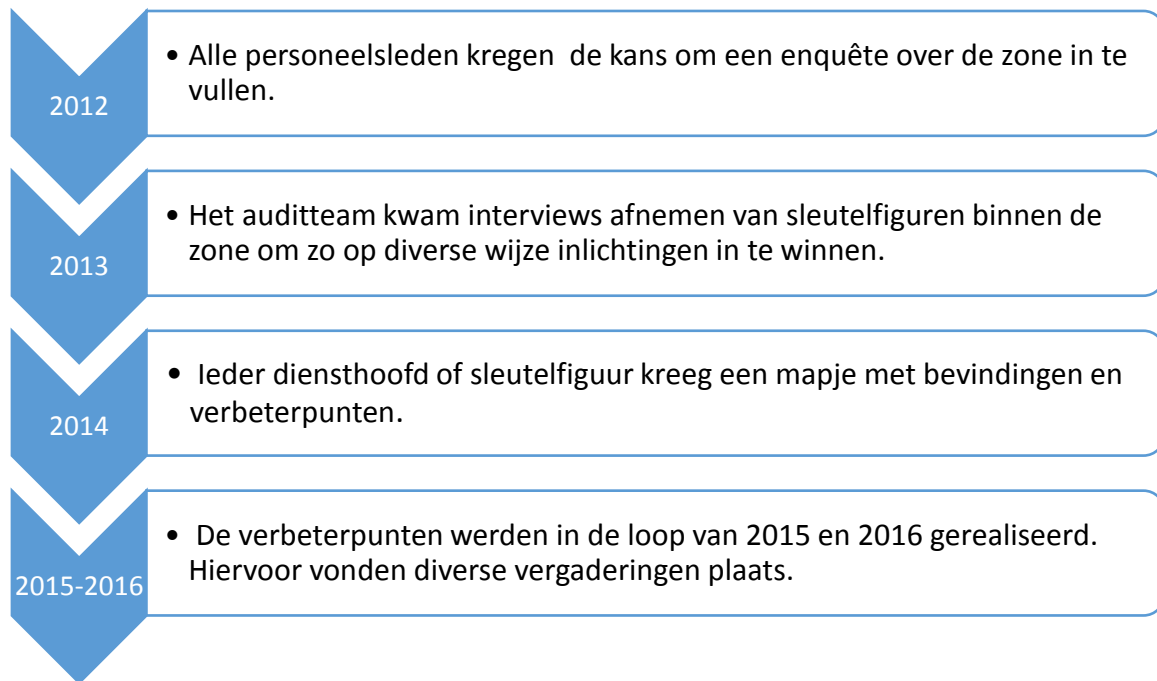 2012
• Alle personeelsleden kregen  de kans om een enquête over de zone in te
vullen.
2013
• Het auditteam kwam interviews afnemen van sleutelfiguren binnen de
zone om zo op diverse wijze inlichtingen in te winnen.
2014
• Ieder diensthoofd of sleutelfiguur kreeg een mapje met bevindingen en
verbeterpunten.
2015-2016
• De verbeterpunten werden in de loop van 2015 en 2016 gerealiseerd.
Hiervoor vonden diverse vergaderingen plaats.